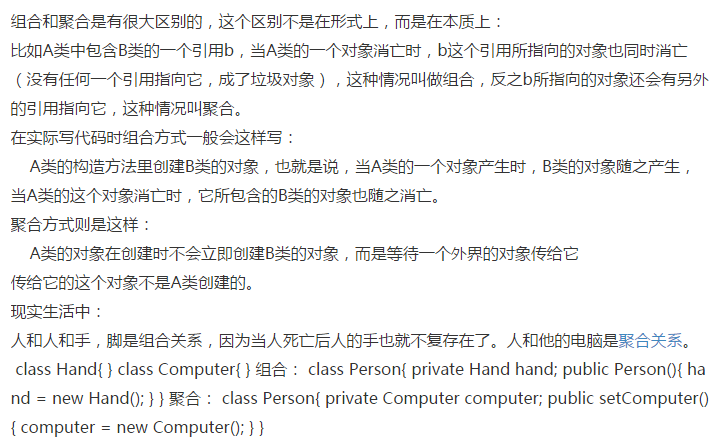 组合和聚合是有很大区别的，这个区别不是在形式上，而是在本质上：
比如A类中包含B类的一个引用b，当A类的一个对象消亡时，b这个引用所指向的对象也同时消亡
（没有任何一个引用指向它，成了垃圾对象），这种情况叫做组合，反之b所指向的对象还会有另外
的引用指向它，这种情况叫聚合。
在实际写代码时组合方式一般会这样写：
A类的构造方法里创建B类的对象，也就是说，当A类的一个对象产生时，B类的对象随之产生，
当A类的这个对象消亡时，它所包含的B类的对象也随之消亡。
聚合方式则是这样：
A类的对象在创建时不会立即创建B类的对象，而是等待一个外界的对象传给它
传给它的这个对象不是A类创建的。
现实生活中：
人和人和手，脚是组合关系，因为当人死亡后人的手也就不复存在了。人和他的电脑是聚合关系。
class Hand{ } class Computer{ } 组合： class Person{ private Hand hand; public Person(){ ha
nd = new Hand(); } } 聚合： class Person{ private Computer computer; public setComputer()
{ computer = new Computer(); } }